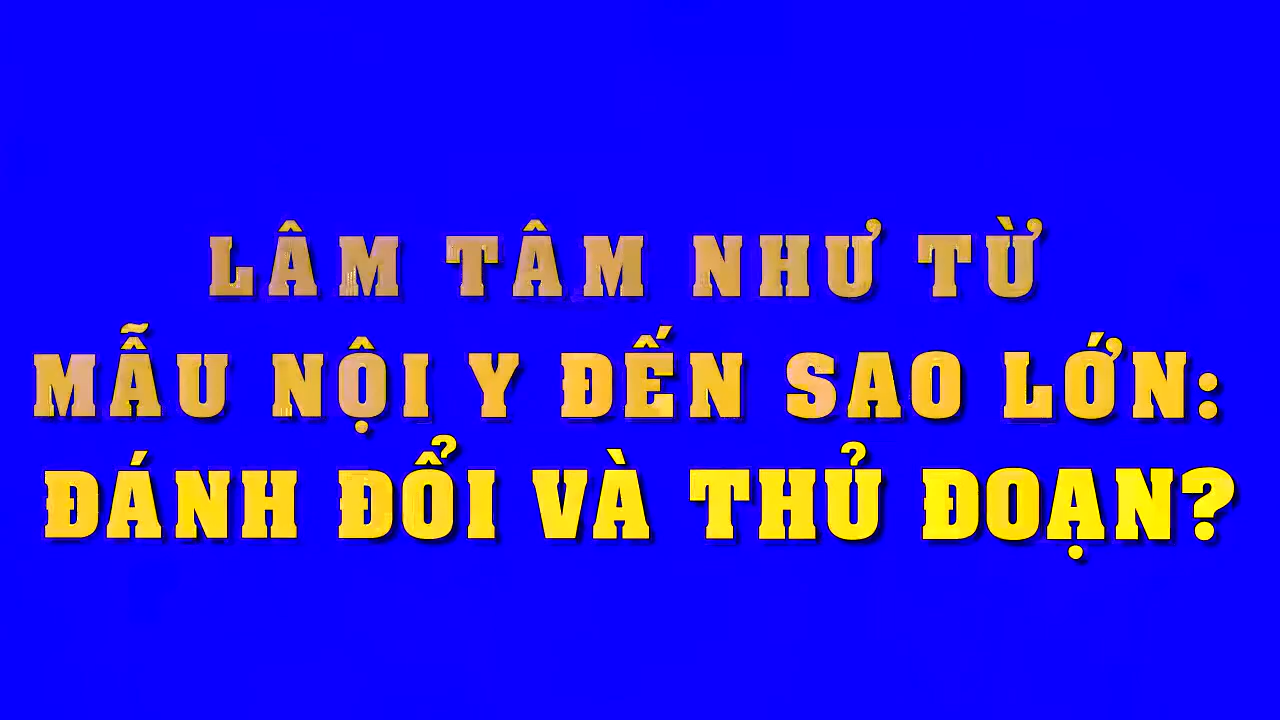 LÂM TÂM NHƯ TỪ
MẪU NỘI Y ĐẾN SAO LỚN:
ĐÁNH ĐỔI VÀ THỦ ĐOẠN?